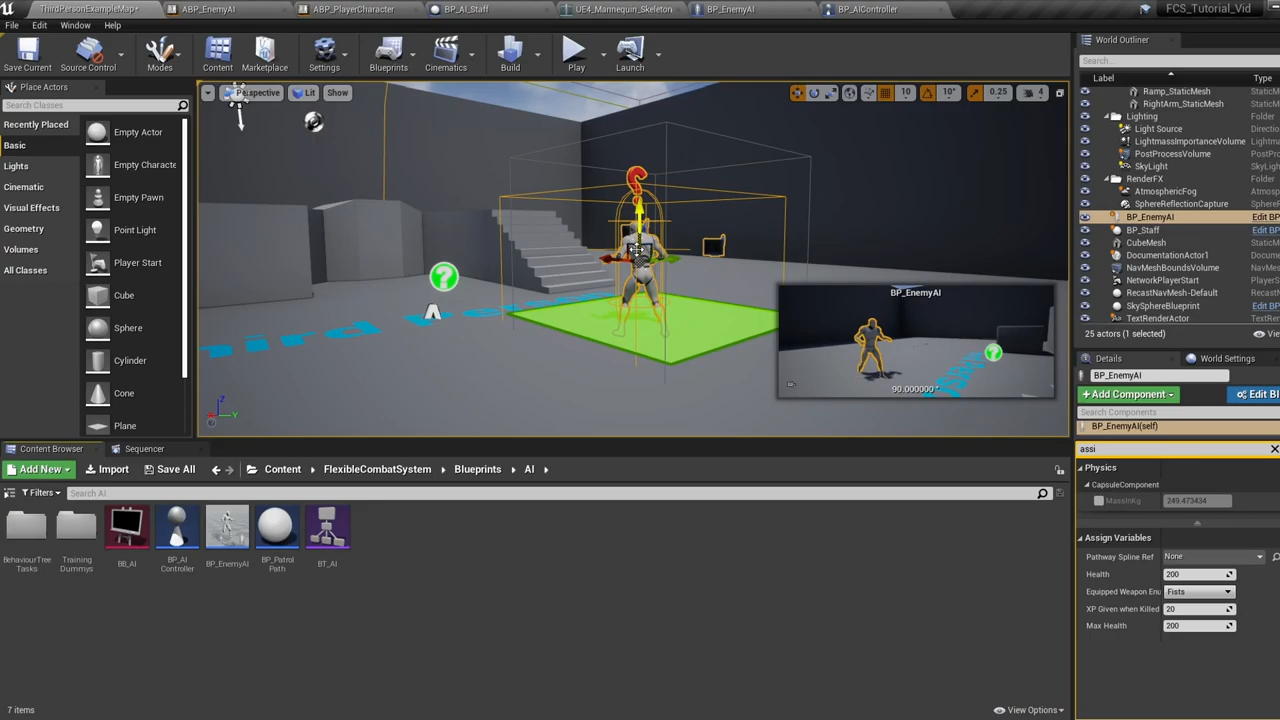 ThirdPersonExampleMap*
ABP_EnemyAI
ABP_PlayerCharacter
BP_AI_Staff
UE4_Mannequin_Skeleton
BP_EnemyAI
BP_AIController
FCS_Tutorial_Vid
File Edit Window Help
Save Current
Source Control
Modes
Content
Marketplace
Settings
Blueprints
Cinematics
Build
Play
Launch
Place Actors
Search Classes
Recently Placed
Basic
Lights
Cinematic
Visual Effects
Geometry
Volumes
All Classes
Empty Actor
Empty Characte
Empty Pawn
Point Light
Player Start
Cube
Sphere
Cylinder
Cone
Plane
Perspective
Lit
Show
10
10°
0.25
4
BP_EnemyAI
90.000000
World Outliner
Search...
Label
Type
Ramp_StaticMesh StaticM
RightArm_StaticMesh StaticM
Lighting Folder
Light Source Directio
LightmassImportanceVolume Lightma
PostProcessVolume PostPro
SkyLight SkyLigh
RenderFX Folder
AtmosphericFog Atmosp
SphereReflectionCapture SphereR
BP_EnemyAI Edit BP
BP_Staff Edit BP
CubeMesh StaticM
DocumentationActor1 Docume
NavMeshBoundsVolume NavMes
NetworkPlayerStart PlayerS
RecastNavMesh-Default RecastN
SkySphereBlueprint Edit BP
TextRenderActor TextRen
25 actors (1 selected)
Vie
Details
World Settings
BP_EnemyAI
+Add Component
Edit Bl
Search Components
BP_EnemyAI(self)
assi
Physics
CapsuleComponent
MassInKg 249.473434
Assign Variables
Pathway Spline Ref None
Health 200
Equipped Weapon Enu Fists
XP Given when Killed 20
Max Health 200
Content Browser
Sequencer
Add New
Import
Save All
Content
FlexibleCombatSystem
Blueprints
AI
Filters
Search AI
BehaviourTree
Tasks
Training
Dummys
BB_AI
BP_AI
Controller
BP_EnemyAI
BP_Patrol
Path
BT_AI
7 items
View Options